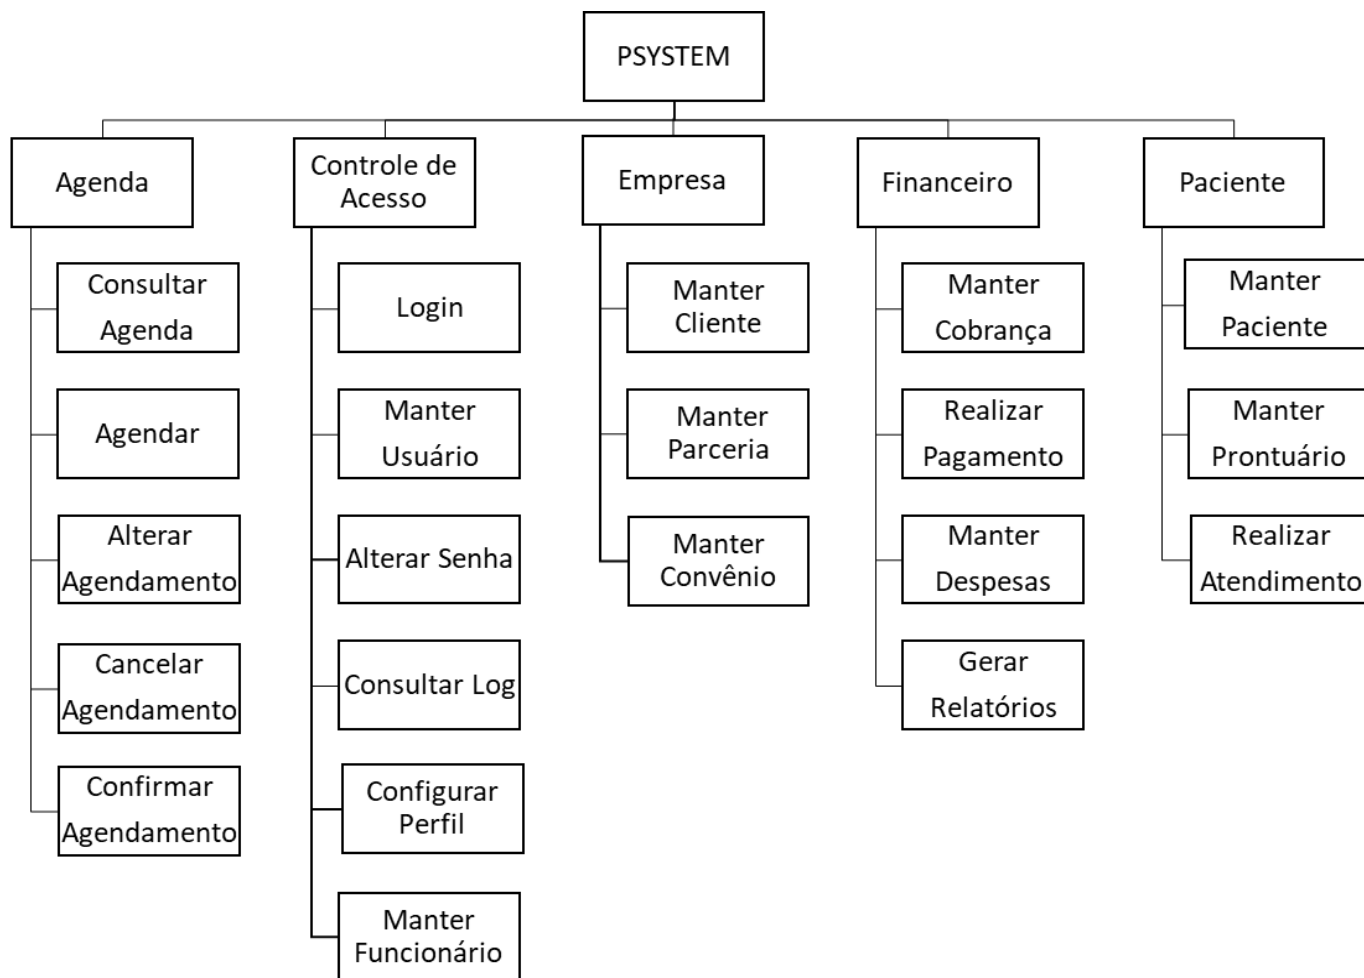 PSYSTEM
Agenda
Consultar
Agenda
Agendar
Alterar
Agendamento
Cancelar
Agendamento
Confirmar
Agendamento
Controle de
Acesso
Login
Manter
Usuário
Alterar Senha
Consultar Log
Configurar
Perfil
Manter
Funcionário
Empresa
Manter
Cliente
Manter
Parceria
Manter
Convênio
Financeiro
Manter
Cobrança
Realizar
Pagamento
Manter
Despesas
Gerar
Relatórios
Paciente
Manter
Paciente
Manter
Prontuário
Realizar
Atendimento